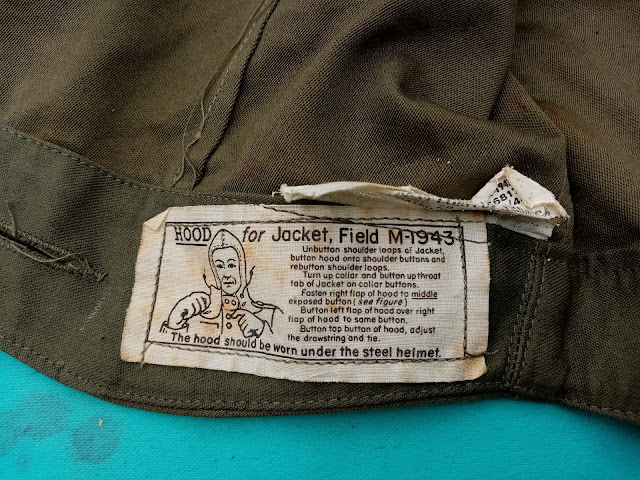 HOOD for Jacket, Field M-1943
Unbutton shoulder loops of Jacket,
button hood onto shoulder buttons and
rebutton shoulder loops.
Turn up collar and button up throat
tab of Jacket on collar buttons.
Fasten right flap of hood to middle
exposed button (see figure)
Button left flap of hood over right
flap of hood to same button.
Button top button of hood, adjust
the drawstring and tie.
The hood should be worn under the steel helmet.